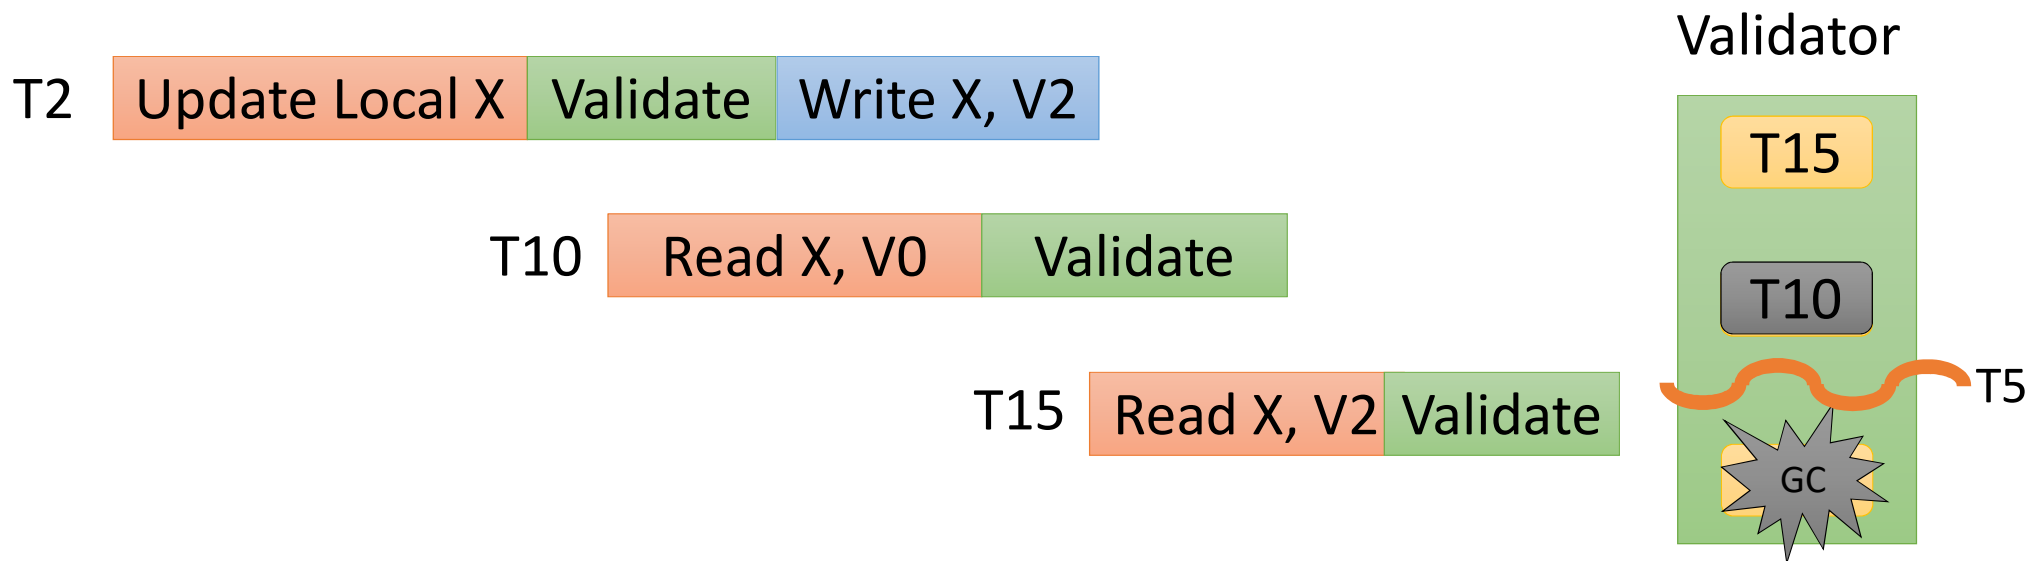 Validator
T2 Update Local X Validate Write X, V2
T15
T10 Read X, V0 Validate
T10
T15 Read X, V2 Validate
T5
GC